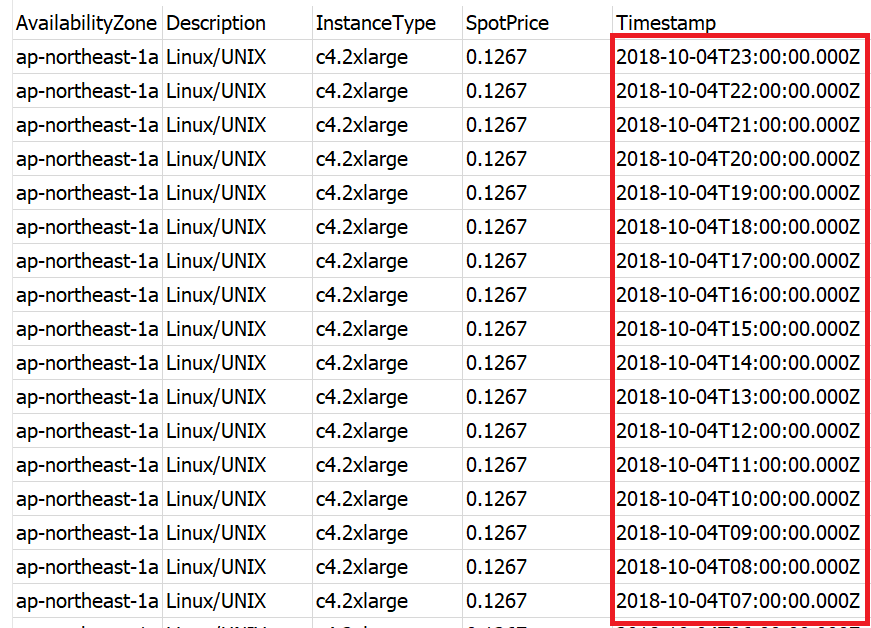 AvailabilityZone Description InstanceType SpotPrice Timestamp
ap-northeast-1a Linux/UNIX c4.2xlarge 0.1267 2018-10-04T23:00:00.000Z
ap-northeast-1a Linux/UNIX c4.2xlarge 0.1267 2018-10-04T22:00:00.000Z
ap-northeast-1a Linux/UNIX c4.2xlarge 0.1267 2018-10-04T21:00:00.000Z
ap-northeast-1a Linux/UNIX c4.2xlarge 0.1267 2018-10-04T20:00:00.000Z
ap-northeast-1a Linux/UNIX c4.2xlarge 0.1267 2018-10-04T19:00:00.000Z
ap-northeast-1a Linux/UNIX c4.2xlarge 0.1267 2018-10-04T18:00:00.000Z
ap-northeast-1a Linux/UNIX c4.2xlarge 0.1267 2018-10-04T17:00:00.000Z
ap-northeast-1a Linux/UNIX c4.2xlarge 0.1267 2018-10-04T16:00:00.000Z
ap-northeast-1a Linux/UNIX c4.2xlarge 0.1267 2018-10-04T15:00:00.000Z
ap-northeast-1a Linux/UNIX c4.2xlarge 0.1267 2018-10-04T14:00:00.000Z
ap-northeast-1a Linux/UNIX c4.2xlarge 0.1267 2018-10-04T13:00:00.000Z
ap-northeast-1a Linux/UNIX c4.2xlarge 0.1267 2018-10-04T12:00:00.000Z
ap-northeast-1a Linux/UNIX c4.2xlarge 0.1267 2018-10-04T11:00:00.000Z
ap-northeast-1a Linux/UNIX c4.2xlarge 0.1267 2018-10-04T10:00:00.000Z
ap-northeast-1a Linux/UNIX c4.2xlarge 0.1267 2018-10-04T09:00:00.000Z
ap-northeast-1a Linux/UNIX c4.2xlarge 0.1267 2018-10-04T08:00:00.000Z
ap-northeast-1a Linux/UNIX c4.2xlarge 0.1267 2018-10-04T07:00:00.000Z